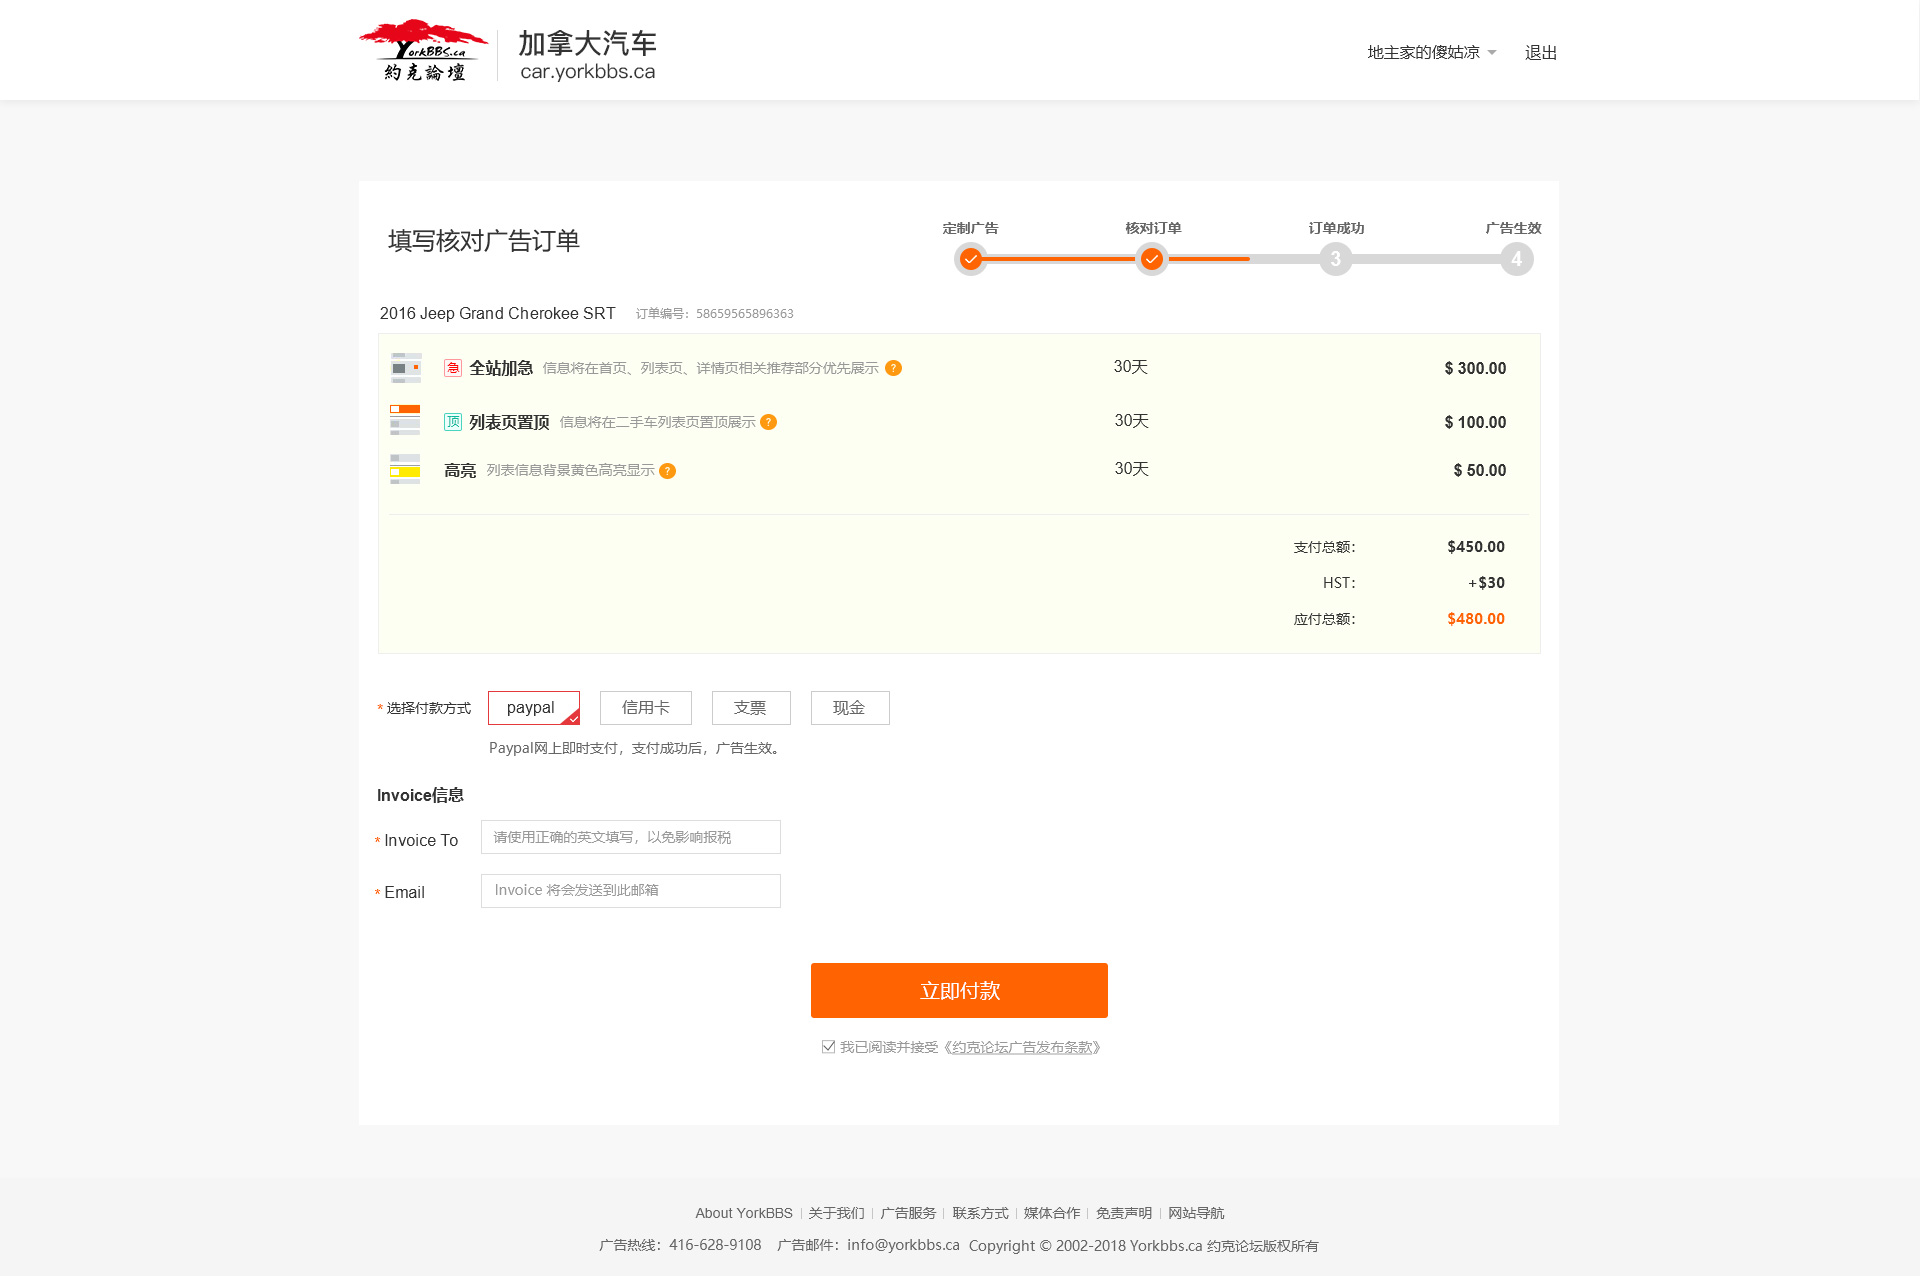 YorkBBS.ca
約克論壇
加拿大汽车
car.yorkbbs.ca
地主家的傻姑凉
退出
填写核对广告订单
定制广告 核对订单 订单成功 广告生效
3 4
2016 Jeep Grand Cherokee SRT 订单编号：58659565896363
急 全站加急 信息将在首页、列表页、详情页相关推荐部分优先展示 ? 30天 $ 300.00
顶 列表页置顶 信息将在二手车列表页置顶展示 ? 30天 $ 100.00
高亮 列表信息背景黄色高亮显示 ? 30天 $ 50.00
支付总额： $450.00
HST： +$30
应付总额： $480.00
* 选择付款方式 paypal 信用卡 支票 现金
Paypal网上即时支付，支付成功后，广告生效。
Invoice信息
* Invoice To 请使用正确的英文填写，以免影响报税
* Email Invoice 将会发送到此邮箱
立即付款
我已阅读并接受《约克论坛广告发布条款》
About YorkBBS | 关于我们 | 广告服务 | 联系方式 | 媒体合作 | 免责声明 | 网站导航
广告热线：416-628-9108 广告邮件：info@yorkbbs.ca Copyright © 2002-2018 Yorkbbs.ca 约克论坛版权所有